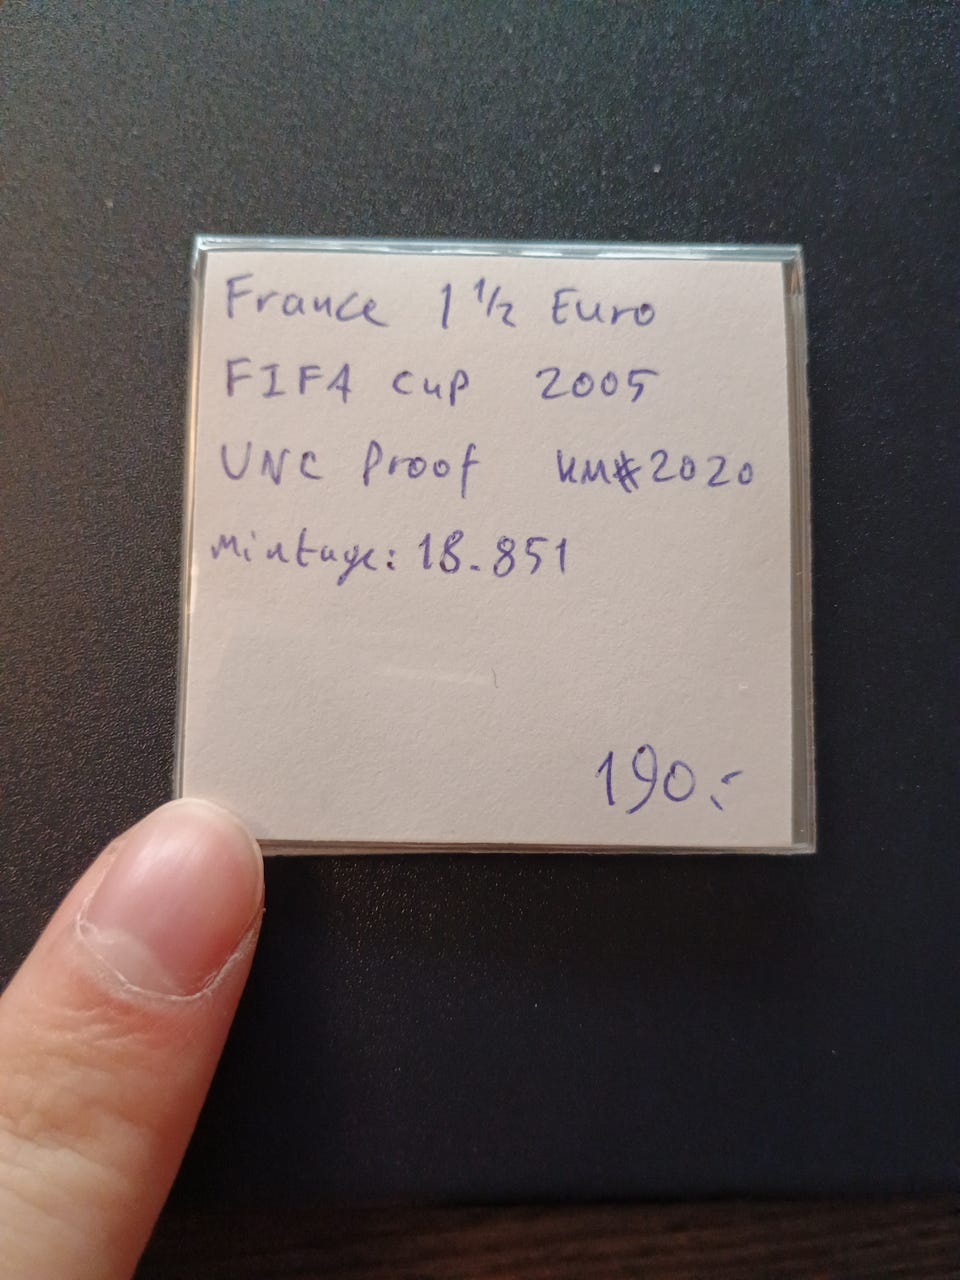 France 1 1/2 Euro
FIFA Cup 2005
UNC Proof KM#2020
Mintage: 18.851
190.-